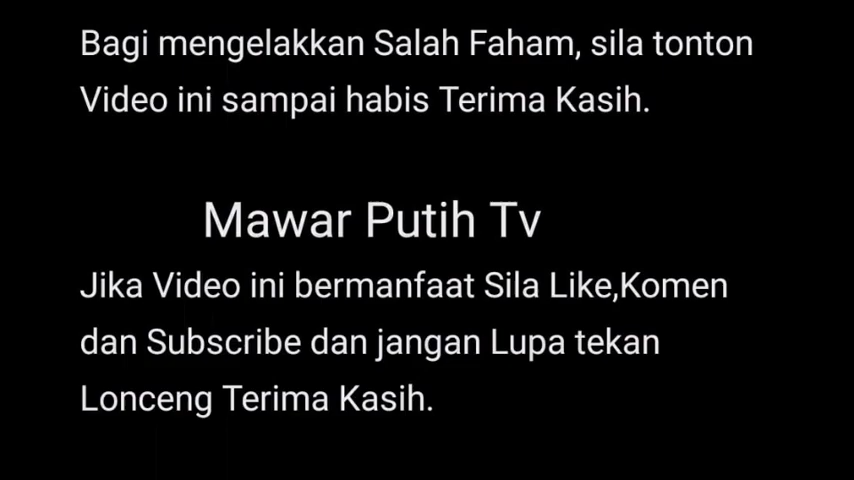 Bagi mengelakkan Salah Faham, sila tonton
Video ini sampai habis Terima Kasih.
Mawar Putih Tv
Jika Video ini bermanfaat Sila Like,Komen
dan Subscribe dan jangan Lupa tekan
Lonceng Terima Kasih.